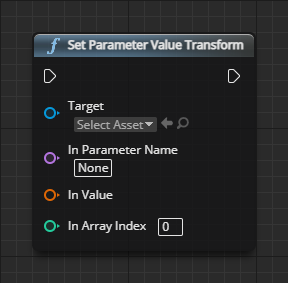 f Set Parameter Value Transform
Target
Select Asset
In Parameter Name
None
In Value
In Array Index 0